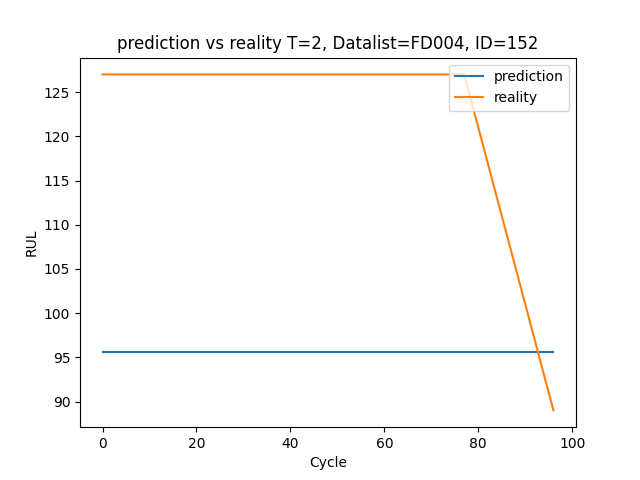 prediction vs reality T=2, Datalist=FD004, ID=152
prediction
reality
125
120
115
110
105
100
95
90
RUL
0 20 40 60 80 100
Cycle